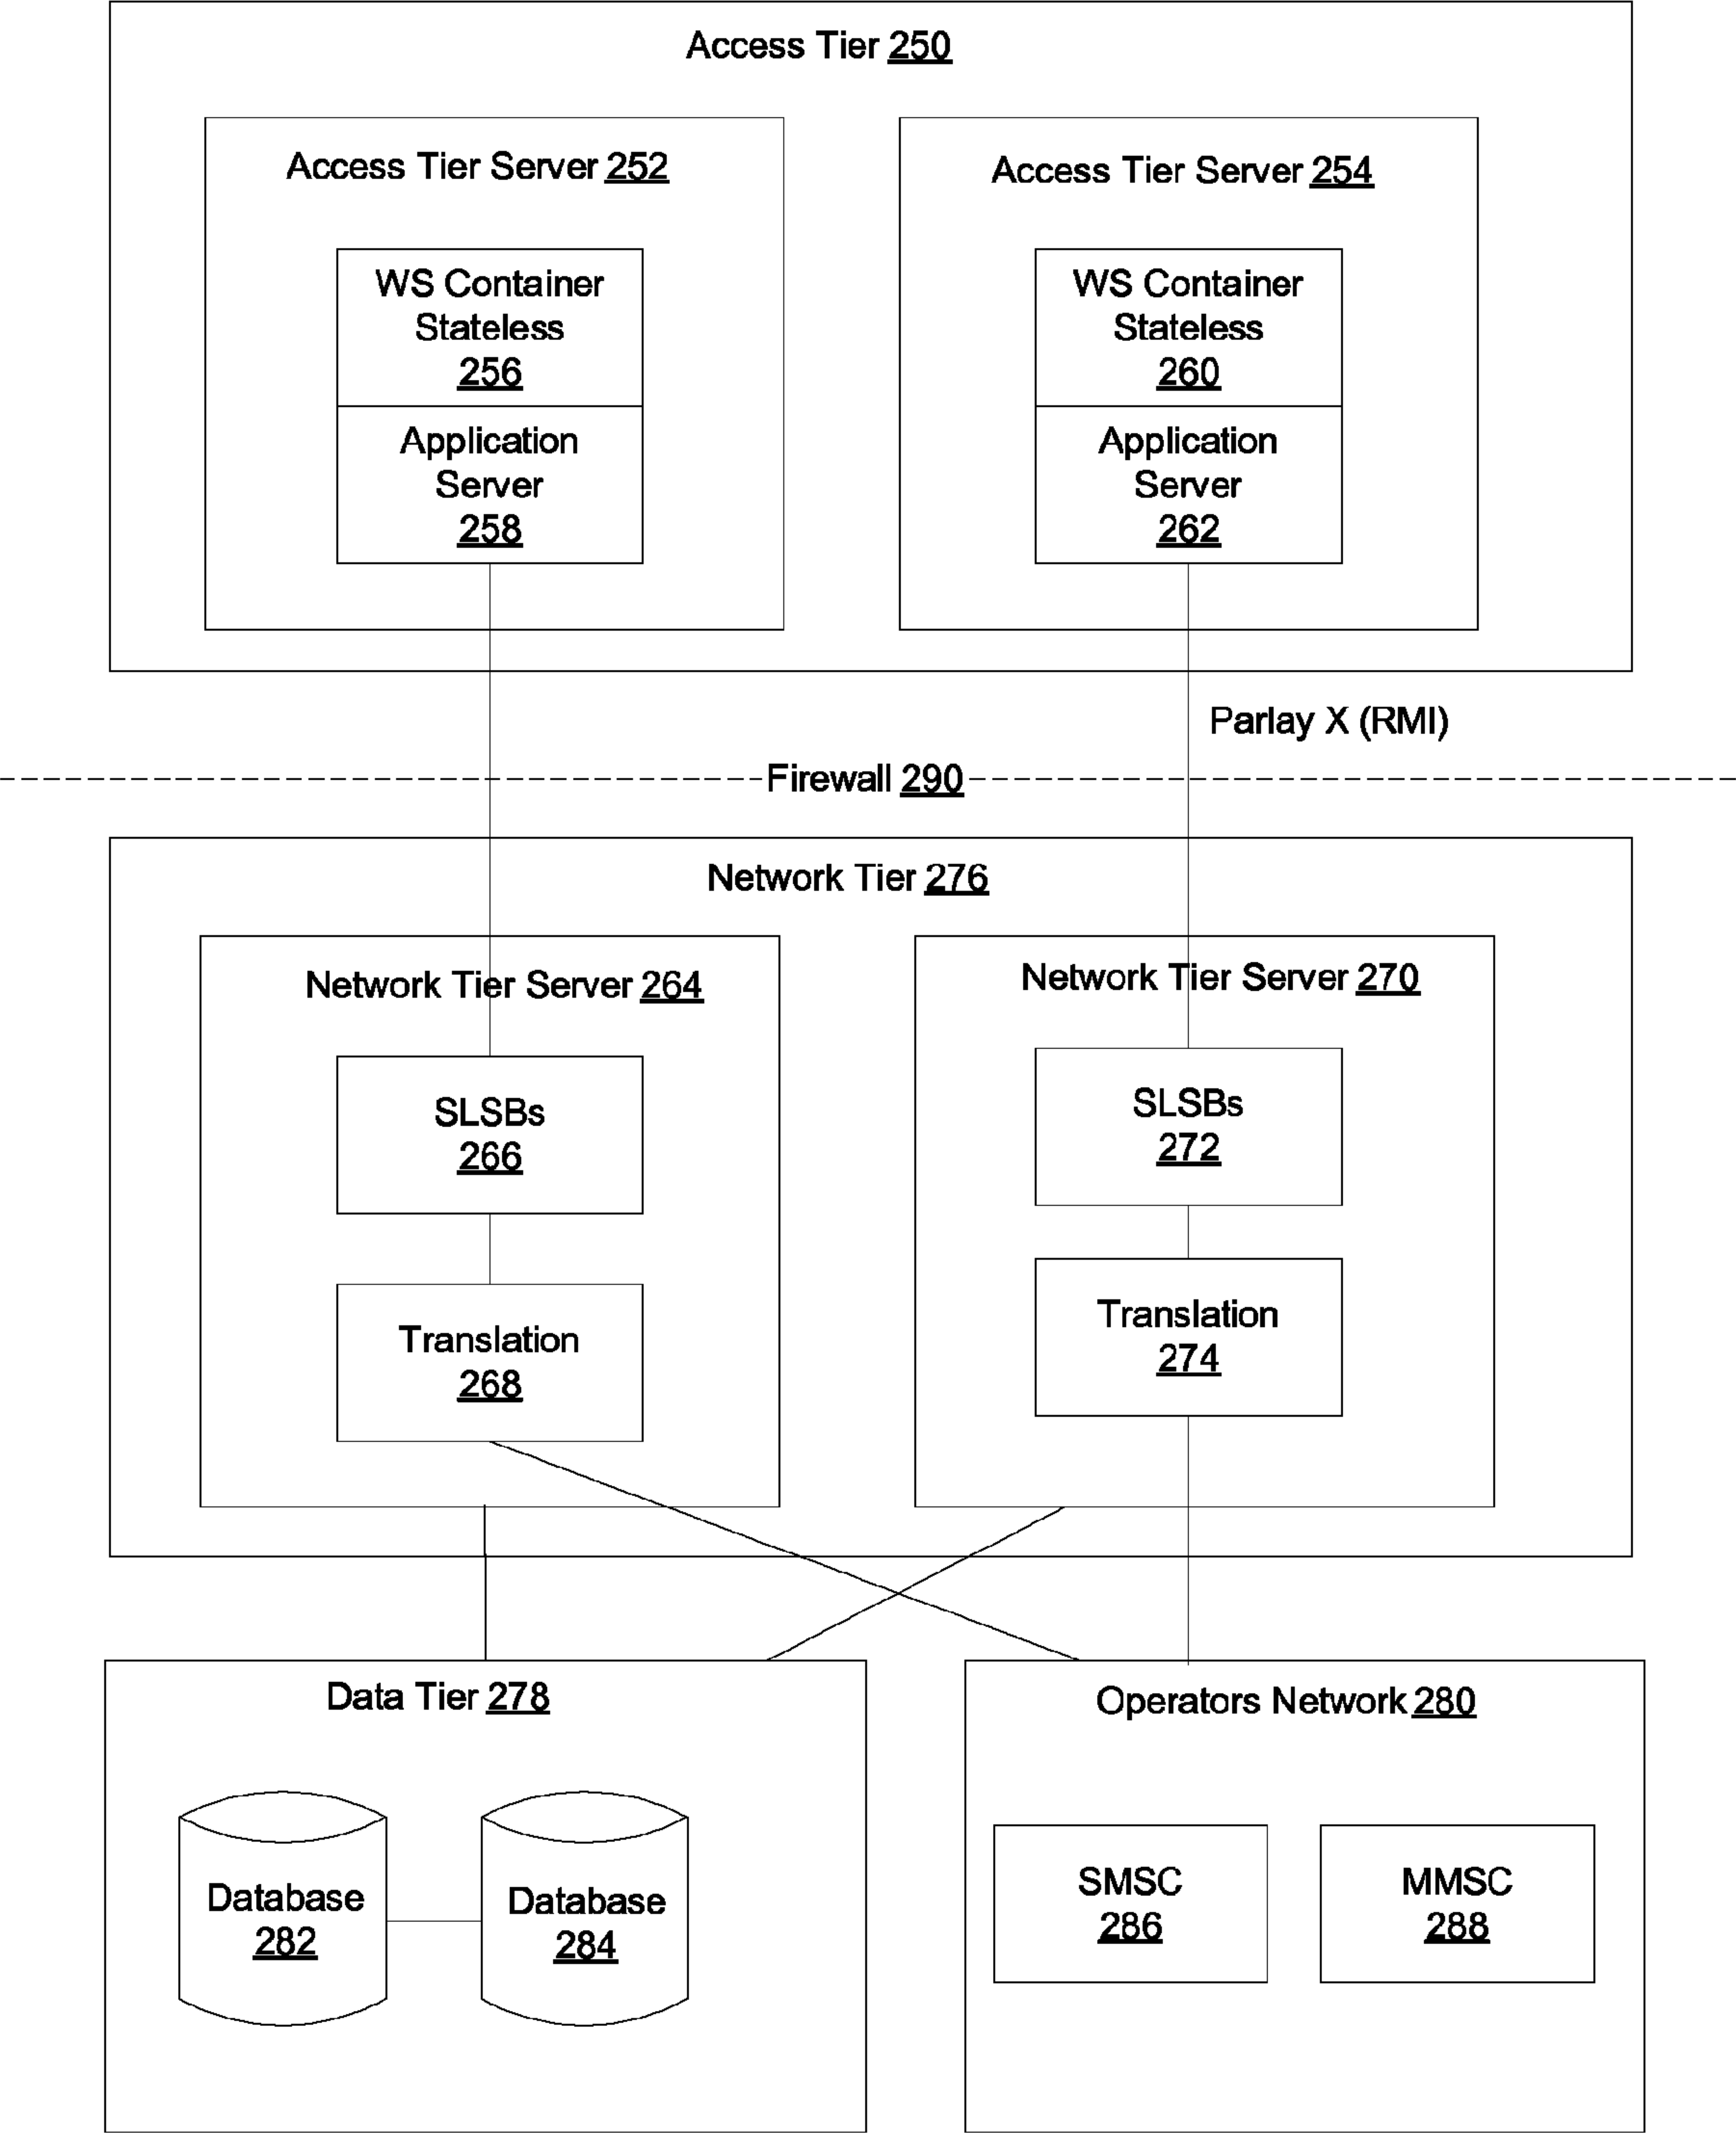 Access Tier 250
Access Tier Server 252
WS Container
Stateless
256
Application
Server
258
Access Tier Server 254
WS Container
Stateless
260
Application
Server
262
Parlay X (RMI)
Firewall 290
Network Tier 276
Network Tier Server 264
SLSBs
266
Translation
268
Network Tier Server 270
SLSBs
272
Translation
274
Data Tier 278
Database
282
Database
284
Operators Network 280
SMSC
286
MMSC
288